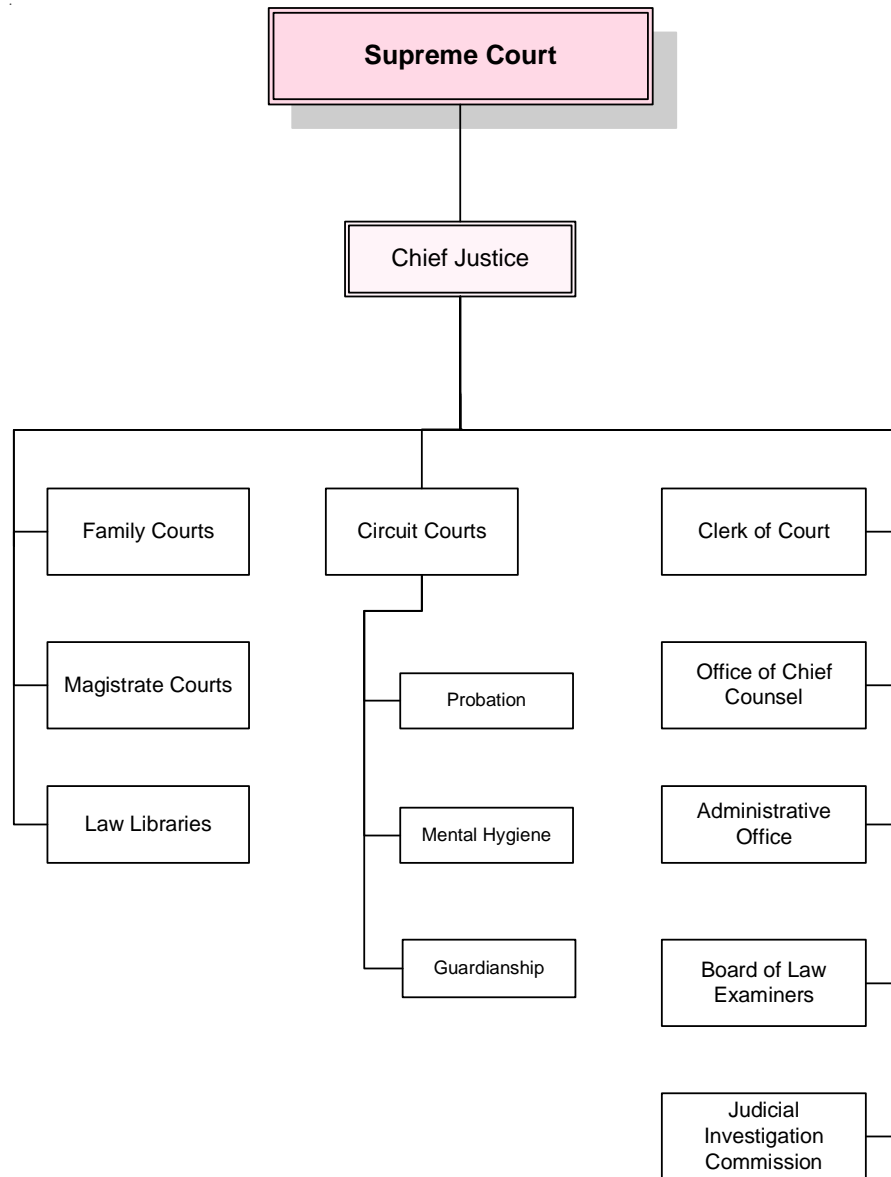 Supreme Court
Chief Justice
Family Courts
Magistrate Courts
Law Libraries
Circuit Courts
Probation
Mental Hygiene
Guardianship
Clerk of Court
Office of Chief
Counsel
Administrative
Office
Board of Law
Examiners
Judicial
Investigation
Commission